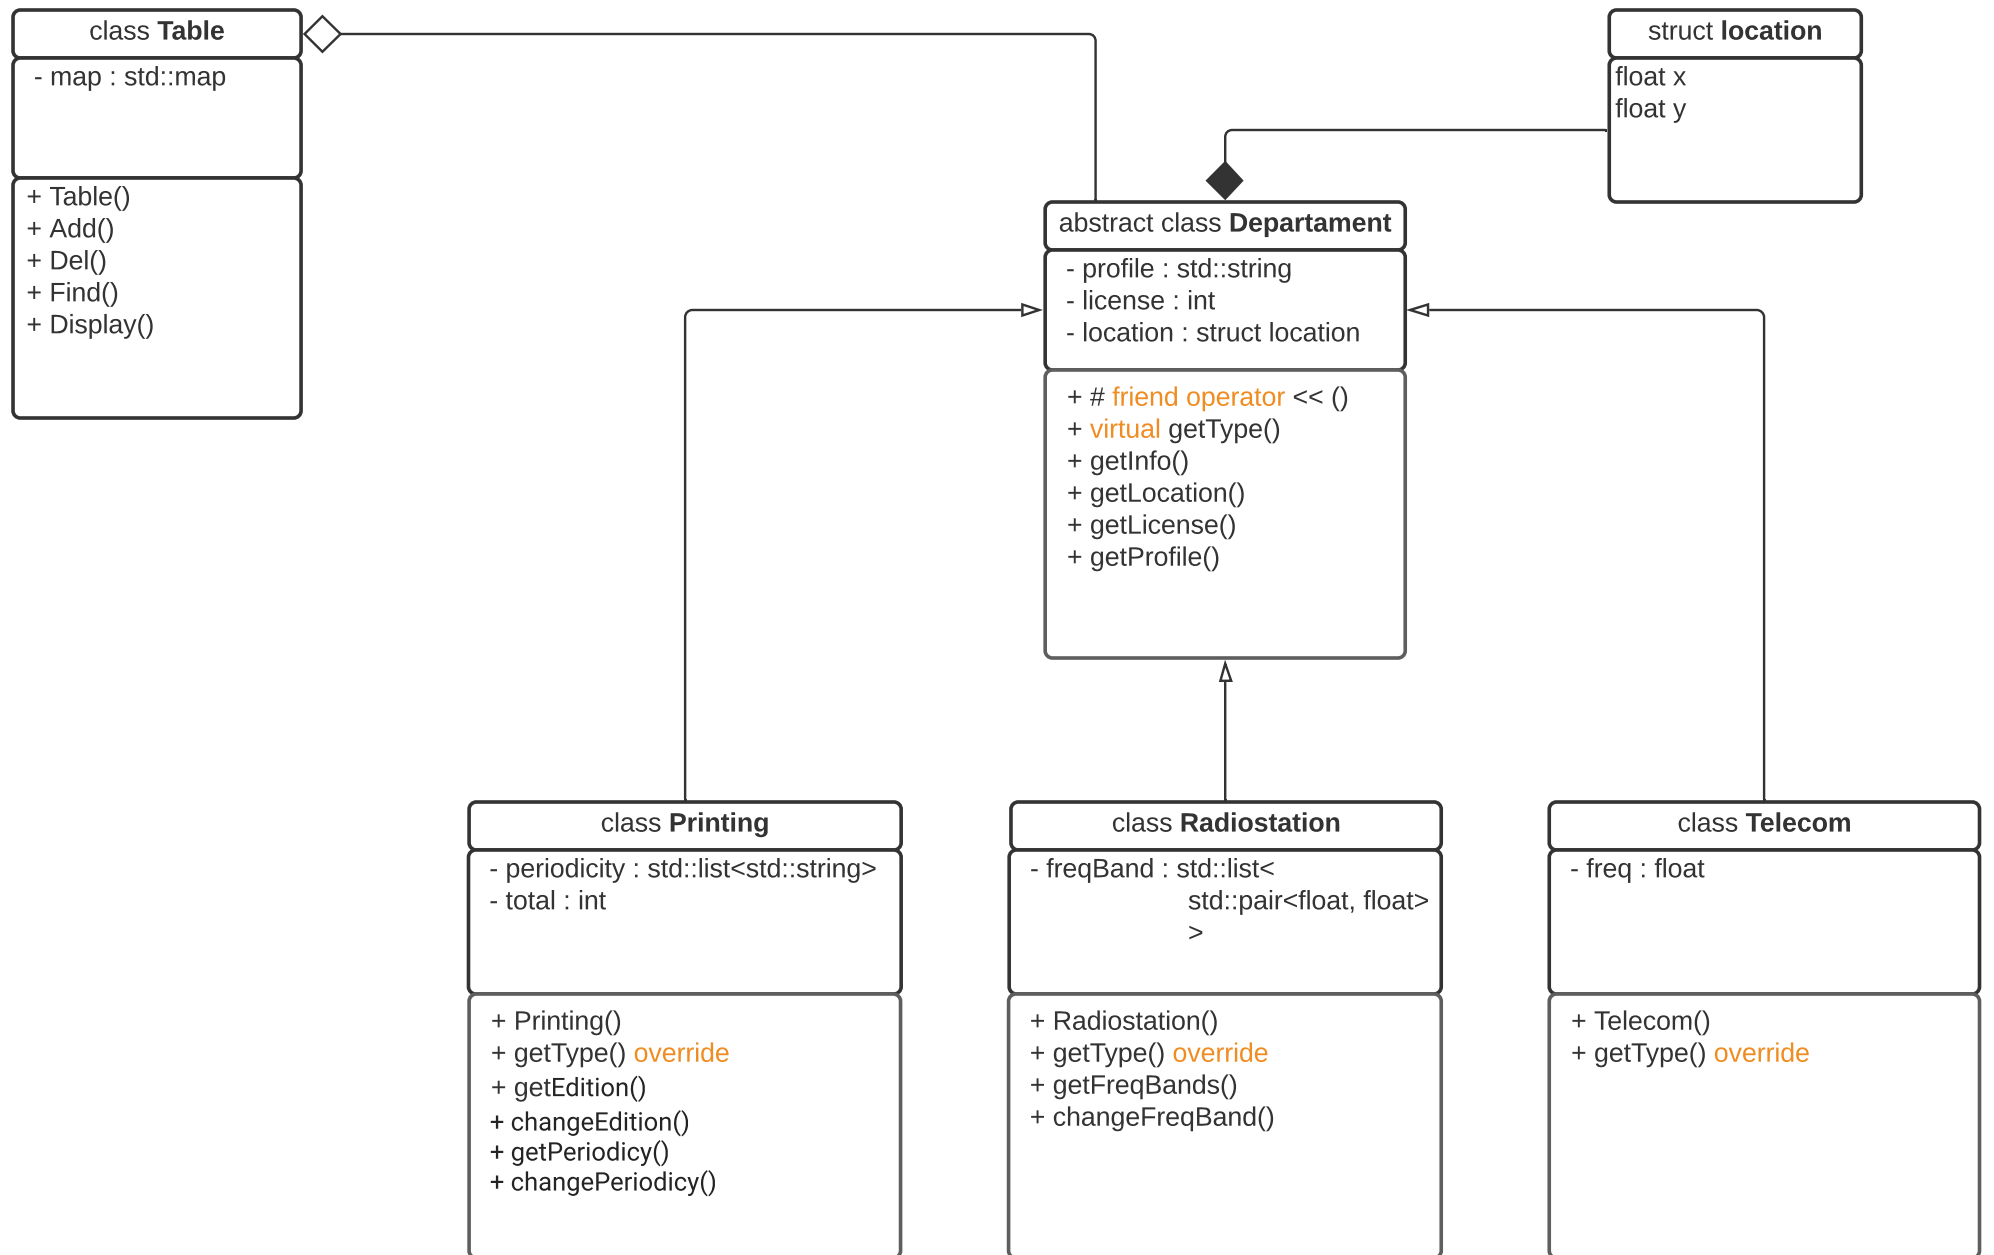 class Table
- map : std::map
+ Table()
+ Add()
+ Del()
+ Find()
+ Display()
struct location
float x
float y
abstract class Departament
- profile : std::string
- license : int
- location : struct location
+ # friend operator << ()
+ virtual getType()
+ getInfo()
+ getLocation()
+ getLicense()
+ getProfile()
class Printing
- periodicity : std::list<std::string>
- total : int
+ Printing()
+ getType() override
+ getEdition()
+ changeEdition()
+ getPeriodicy()
+ changePeriodicy()
class Radiostation
- freqBand : std::list<
std::pair<float, float>
>
+ Radiostation()
+ getType() override
+ getFreqBands()
+ changeFreqBand()
class Telecom
- freq : float
+ Telecom()
+ getType() override